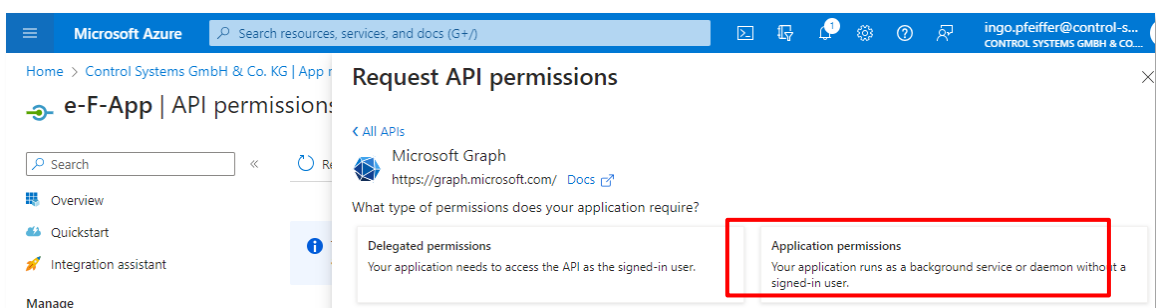 Microsoft Azure
Search resources, services, and docs (G+/)
1
ingo.pfeiffer@control-s...
CONTROL SYSTEMS GMBH & CO....
Home > Control Systems GmbH & Co. KG | App r
e-F-App | API permissions
Search
«
Re
Overview
Quickstart
Integration assistant
Manage
Request API permissions
All APIs
Microsoft Graph
https://graph.microsoft.com/ Docs
What type of permissions does your application require?
Delegated permissions
Your application needs to access the API as the signed-in user.
Application permissions
Your application runs as a background service or daemon without a
signed-in user.